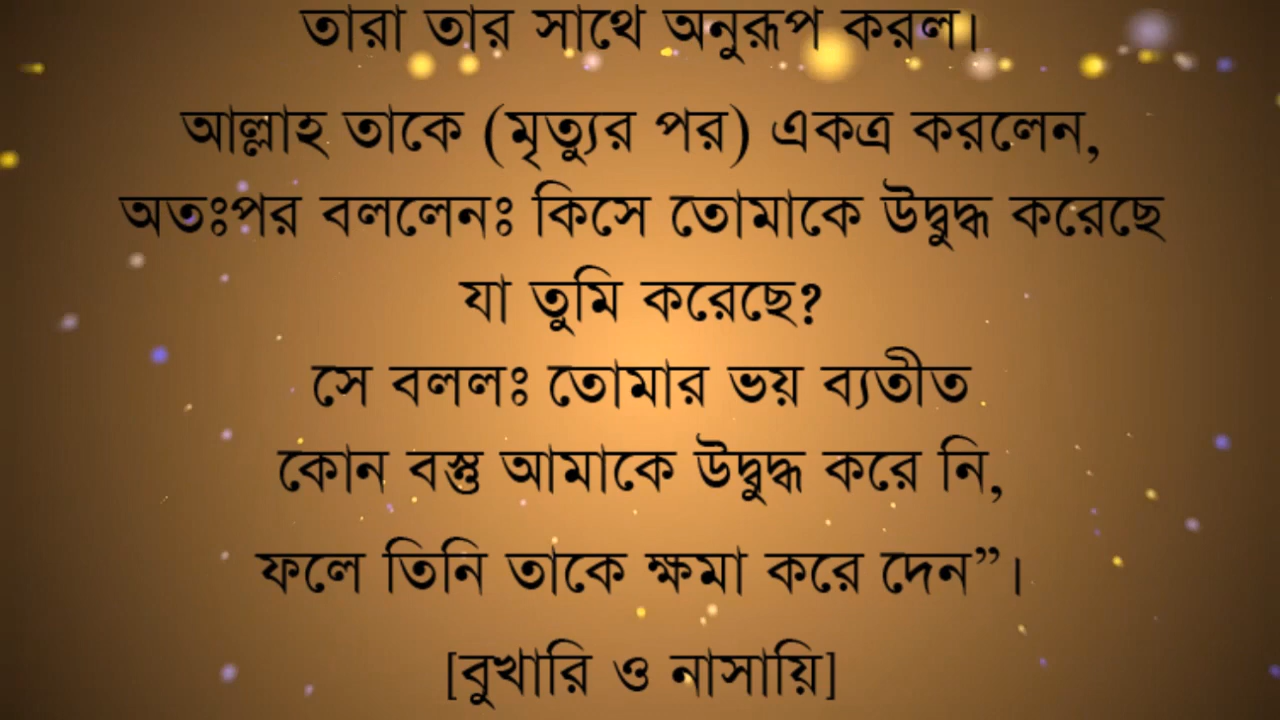 তারা তার সাথে অনুরূপ করল।
আল্লাহ তাকে (মৃত্যুর পর) একত্র করলেন,
অতঃপর বললেনঃ কিসে তোমাকে উদ্বুদ্ধ করেছে
যা তুমি করেছে?
সে বললঃ তোমার ভয় ব্যতীত
কোন বস্তু আমাকে উদ্বুদ্ধ করে নি,
ফলে তিনি তাকে ক্ষমা করে দেন”।
[বুখারি ও নাসায়ি]